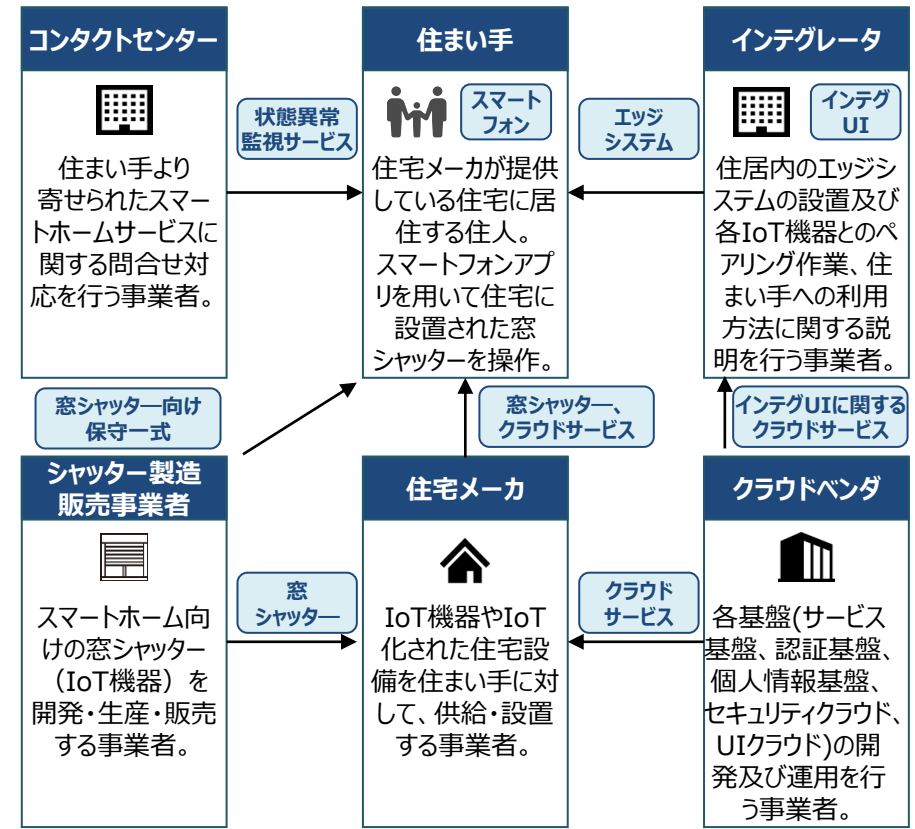 コンタクトセンター
住まい手より
寄せられたスマー
トホームサービスに
関する問合せ対
応を行う事業者。
状態異常
監視サービス
住まい手
スマート
フォン
住宅メーカが提供
している住宅に居
住する住人。
スマートフォンアプ
リを用いて住宅に
設置された窓
シャッターを操作。
エッジ
システム
インテグレータ
インテグ
UI
住居内のエッジシ
ステムの設置及び
各IoT機器とのペ
アリング作業、住
まい手への利用
方法に関する説
明を行う事業者。
窓シャッター向け
保守一式
窓シャッター、
クラウドサービス
インテグUIに関する
クラウドサービス
シャッター製造
販売事業者
スマートホーム向
けの窓シャッター
（IoT機器）を
開発・生産・販売
する事業者。
窓
シャッター
住宅メーカ
IoT機器やIoT
化された住宅設
備を住まい手に対
して、供給・設置
する事業者。
クラウド
サービス
クラウドベンダ
各基盤(サービス
基盤、認証基盤、
個人情報基盤、
セキュリティクラウド、
UIクラウド)の開
発及び運用を行
う事業者。